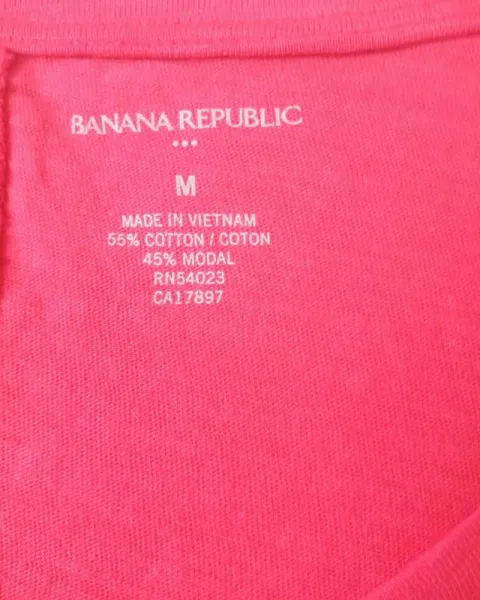 BANANA REPUBLIC
•••
M
MADE IN VIETNAM
55% COTTON / COTON
45% MODAL
RN54023
CA17897